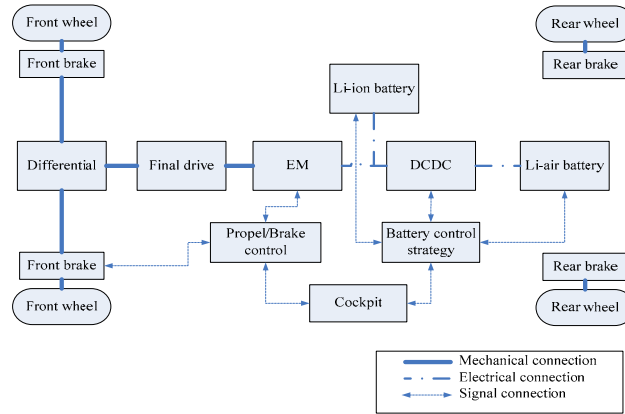 Front wheel
Rear wheel
Front brake
Rear brake
Li-ion battery
Differential
Final drive
EM
DCDC
Li-air battery
Propel/Brake
control
Battery control
strategy
Front brake
Rear brake
Cockpit
Front wheel
Rear wheel
Mechanical connection
Electrical connection
Signal connection